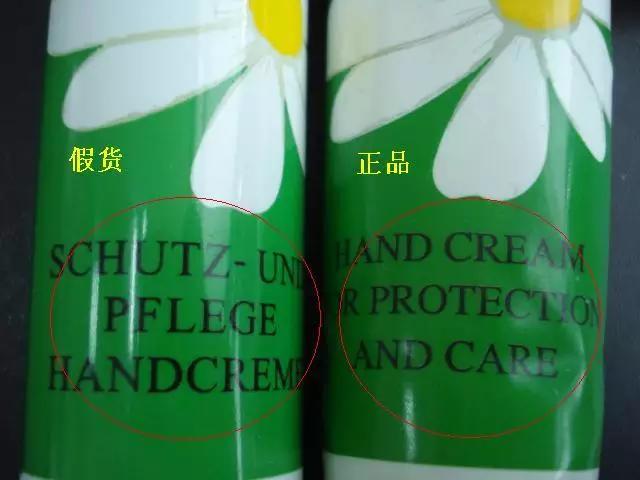 假货
SCHUTZ- UND
PFLEGE
HANDCREME
正品
HAND CREAM
PROTECTION
AND CARE